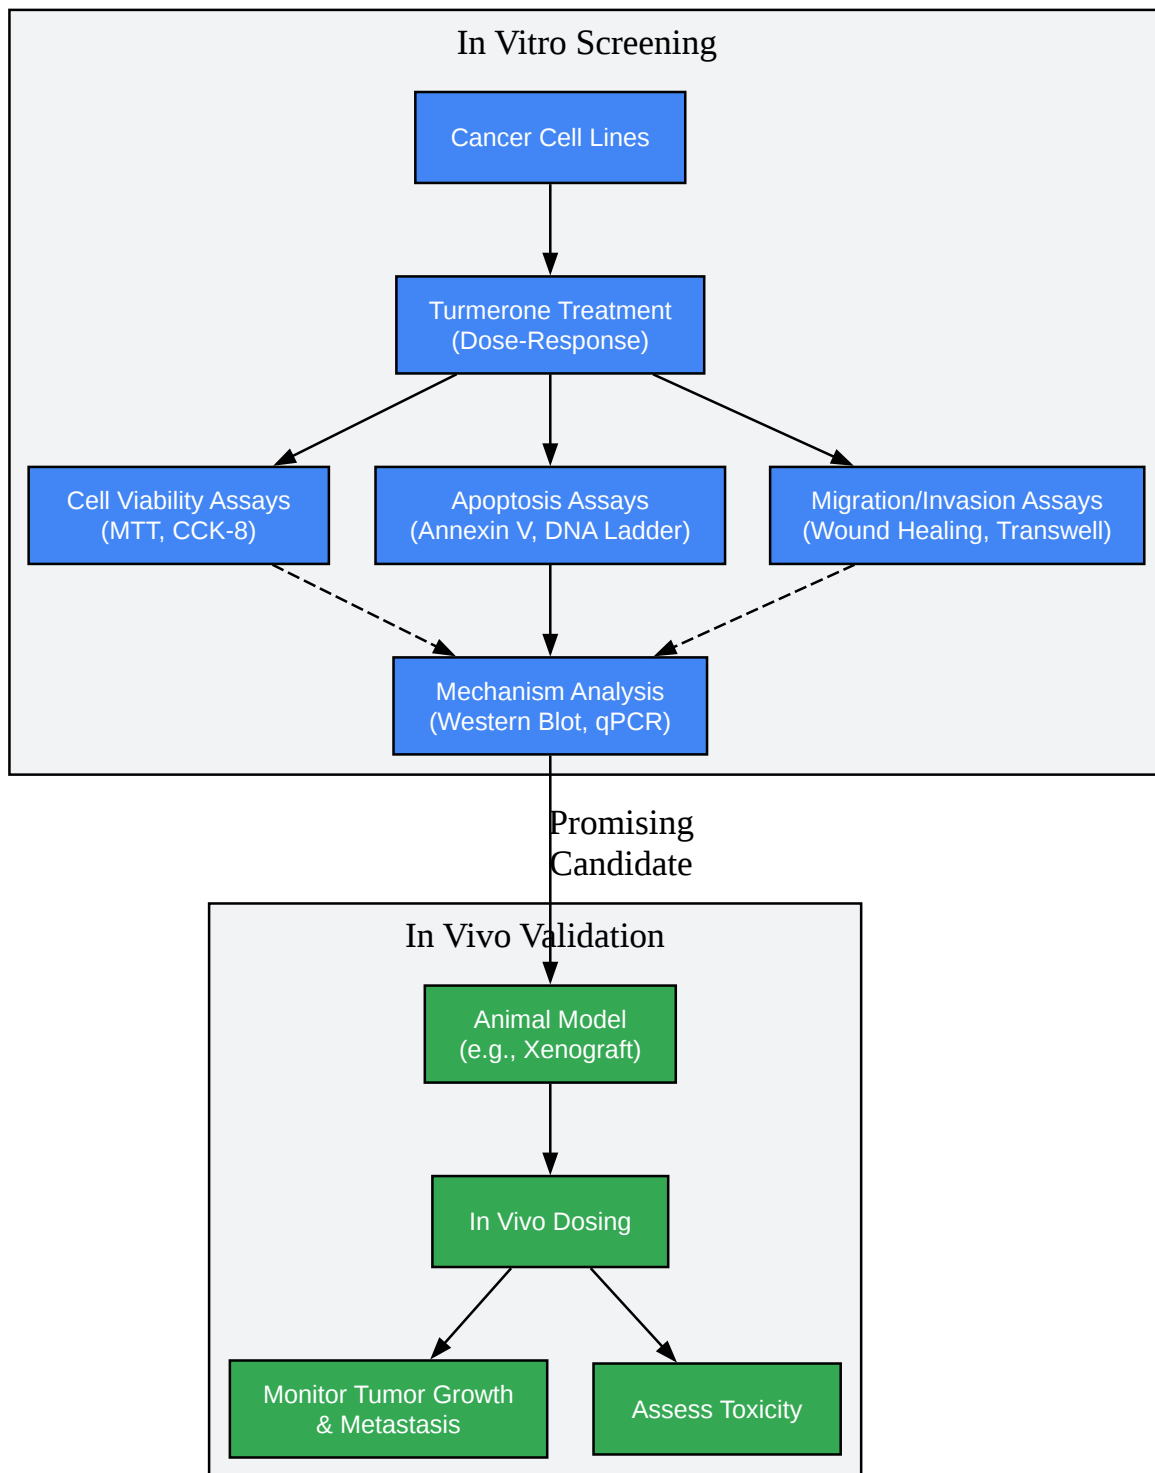 In Vitro Screening
Cancer Cell Lines
Turmerone Treatment
(Dose-Response)
Cell Viability Assays
(MTT, CCK-8)
Apoptosis Assays
(Annexin V, DNA Ladder)
Migration/Invasion Assays
(Wound Healing, Transwell)
Mechanism Analysis
(Western Blot, qPCR)
Promising
Candidate
In Vivo Validation
Animal Model
(e.g., Xenograft)
In Vivo Dosing
Monitor Tumor Growth
& Metastasis
Assess Toxicity